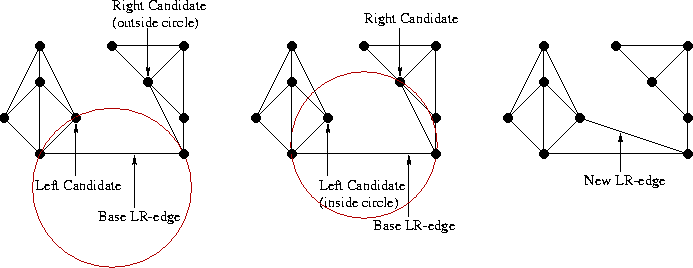 Right Candidate
(outside circle)
Left Candidate
Base LR-edge
Right Candidate
Left Candidate
(inside circle)
Base LR-edge
New LR-edge